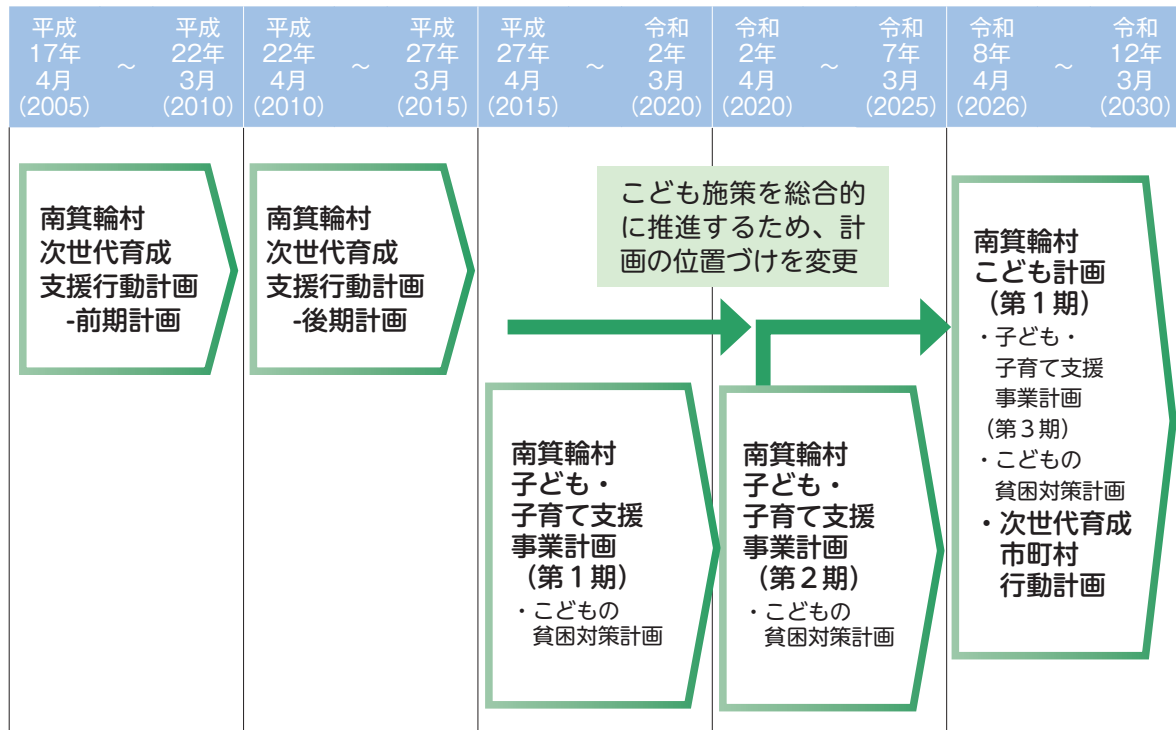 平成
17年
4月
(2005)
~
平成
22年
3月
(2010)
平成
22年
4月
(2010)
~
平成
27年
3月
(2015)
平成
27年
4月
(2015)
~
令和
2年
3月
(2020)
令和
2年
4月
(2020)
~
令和
7年
3月
(2025)
令和
8年
4月
(2026)
~
令和
12年
3月
(2030)
南箕輪村
次世代育成
支援行動計画
-前期計画
南箕輪村
次世代育成
支援行動計画
-後期計画
こども施策を総合的
に推進するため、計
画の位置づけを変更
南箕輪村
子ども・
子育て支援
事業計画
（第１期）
・こどもの
貧困対策計画
南箕輪村
子ども・
子育て支援
事業計画
（第２期）
・こどもの
貧困対策計画
南箕輪村
こども計画
（第１期）
・子ども・
子育て支援
事業計画
（第３期）
・こどもの
貧困対策計画
・次世代育成
市町村
行動計画